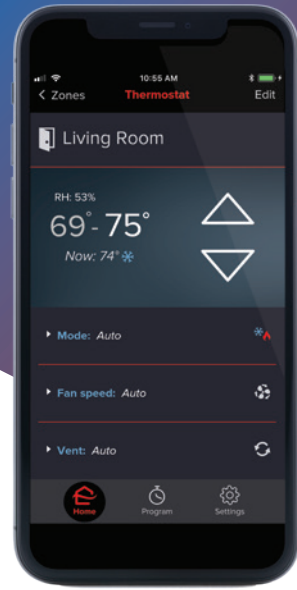 10:55 AM
Zones Thermostat Edit
Living Room
RH: 53%
69°- 75°
Now: 74°
Mode: Auto
Fan speed: Auto
Vent: Auto
Home Program Settings